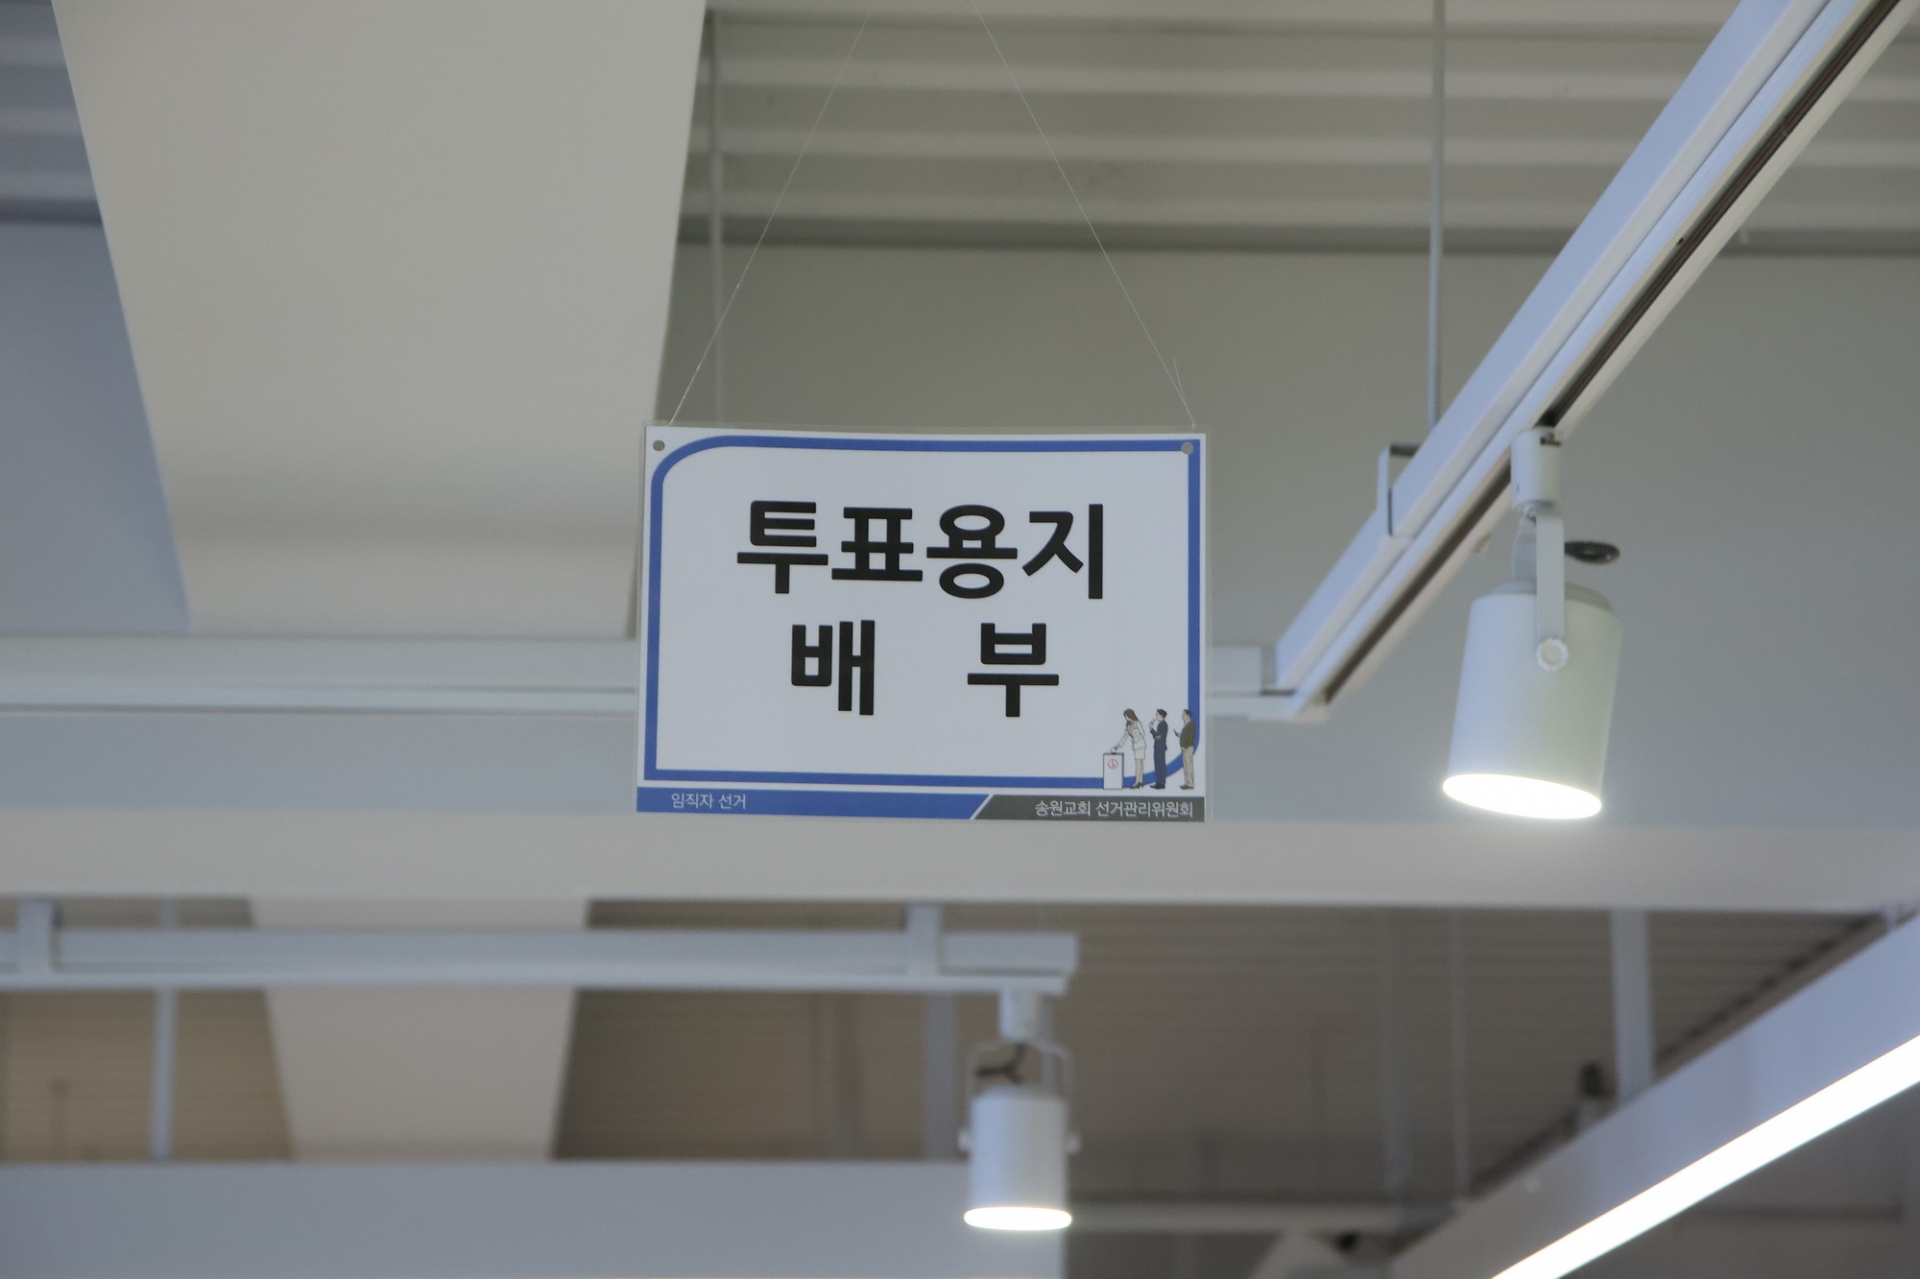 투표용지
배 부
임직자 선거
송원교회 선거관리위원회